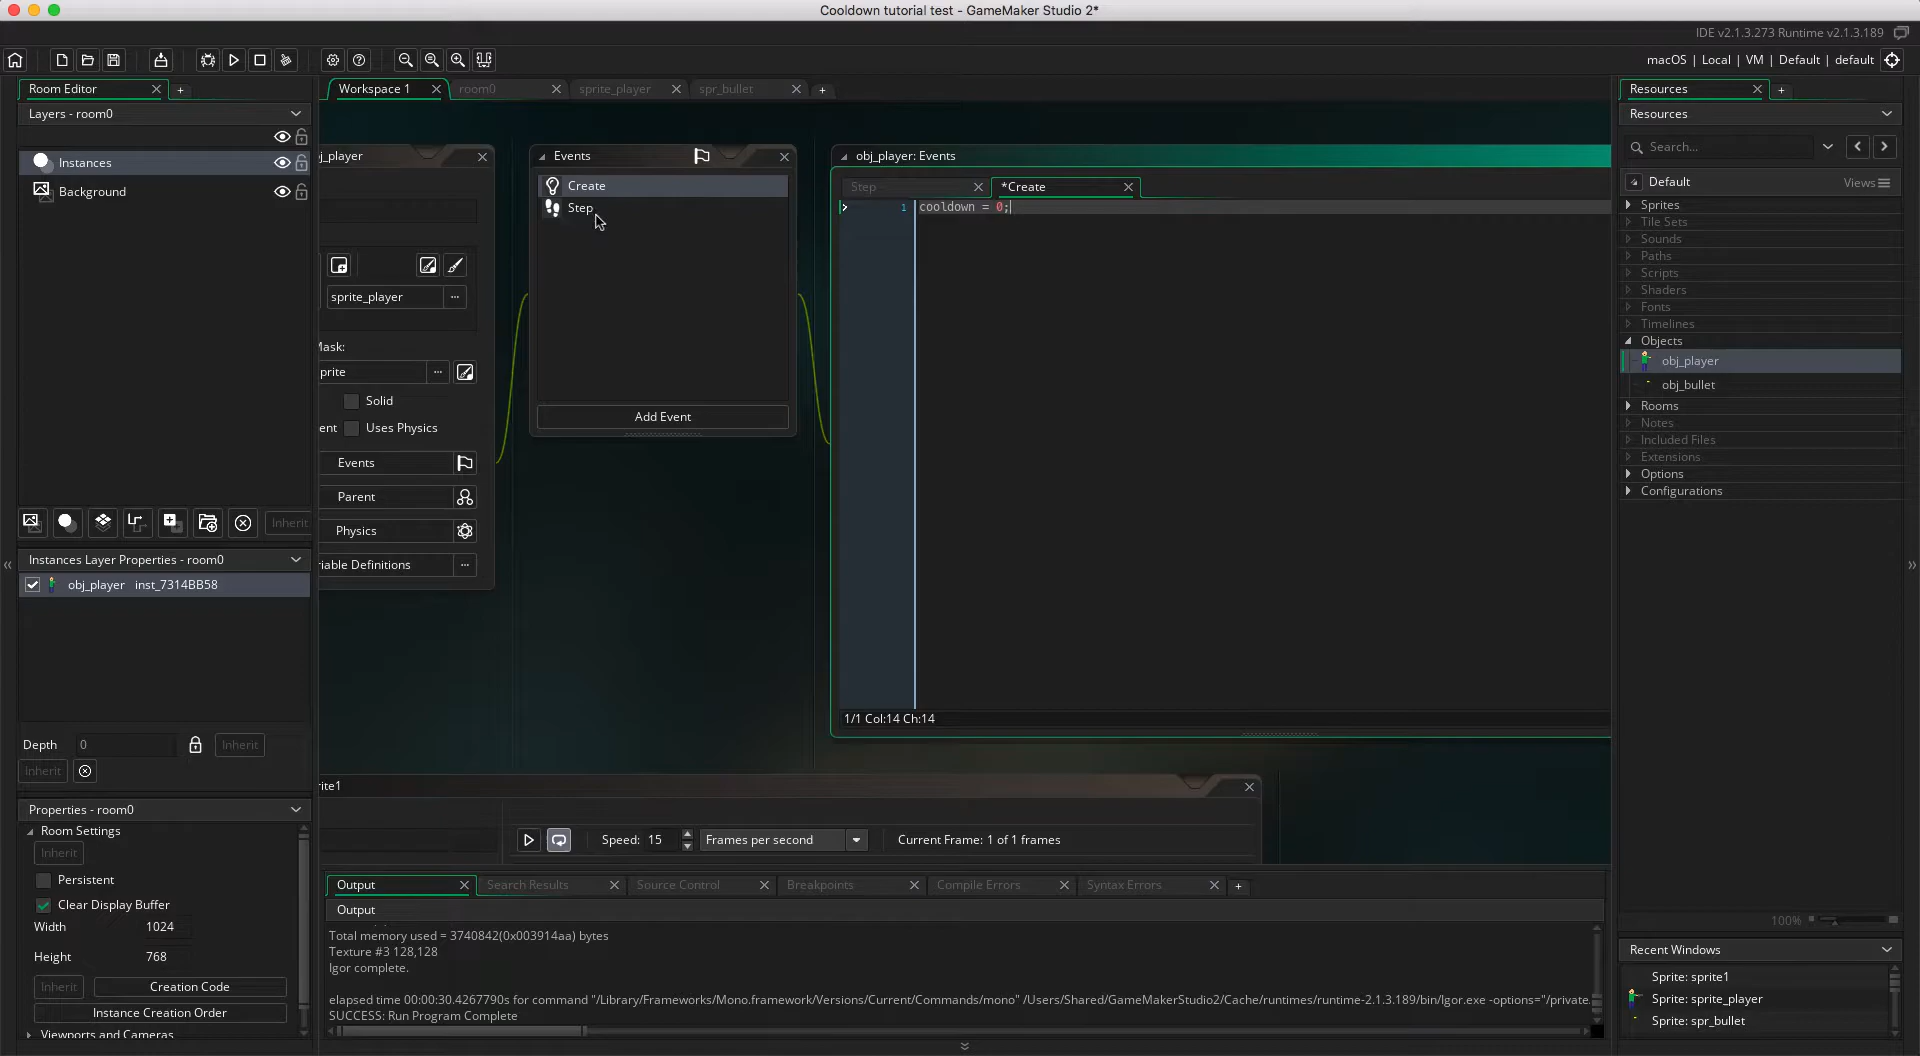 Cooldown tutorial test - GameMaker Studio 2*
IDE v2.1.3.273 Runtime v2.1.3.189
macOS | Local | VM | Default | default
Room Editor
Layers - room0
Instances
Background
Inherit
Instances Layer Properties - room0
obj_player inst_7314BB58
Depth 0 Inherit
Inherit
Properties - room0
Room Settings
Inherit
Persistent
Clear Display Buffer
Width 1024
Height 768
Inherit Creation Code
Instance Creation Order
Viewports and Cameras
Workspace 1 room0 sprite_player spr_bullet
j_player
sprite_player
Mask:
prite
Solid
ent Uses Physics
Events
Parent
Physics
riable Definitions
Events
Create
Step
Add Event
obj_player: Events
Step *Create
1 cooldown = 0;
1/1 Col:14 Ch:14
rite1
Speed: 15 Frames per second Current Frame: 1 of 1 frames
Output Search Results Source Control Breakpoints Compile Errors Syntax Errors
Output
Total memory used = 3740842(0x003914aa) bytes
Texture #3 128,128
Igor complete.
elapsed time 00:00:30.4267790s for command "/Library/Frameworks/Mono.framework/Versions/Current/Commands/mono" /Users/Shared/GameMakerStudio2/Cache/runtimes/runtime-2.1.3.189/bin/Igor.exe -options="/private.
SUCCESS: Run Program Complete
Resources
Resources
Search...
Default Views
Sprites
Tile Sets
Sounds
Paths
Scripts
Shaders
Fonts
Timelines
Objects
obj_player
obj_bullet
Rooms
Notes
Included Files
Extensions
Options
Configurations
100%
Recent Windows
Sprite: sprite1
Sprite: sprite_player
Sprite: spr_bullet